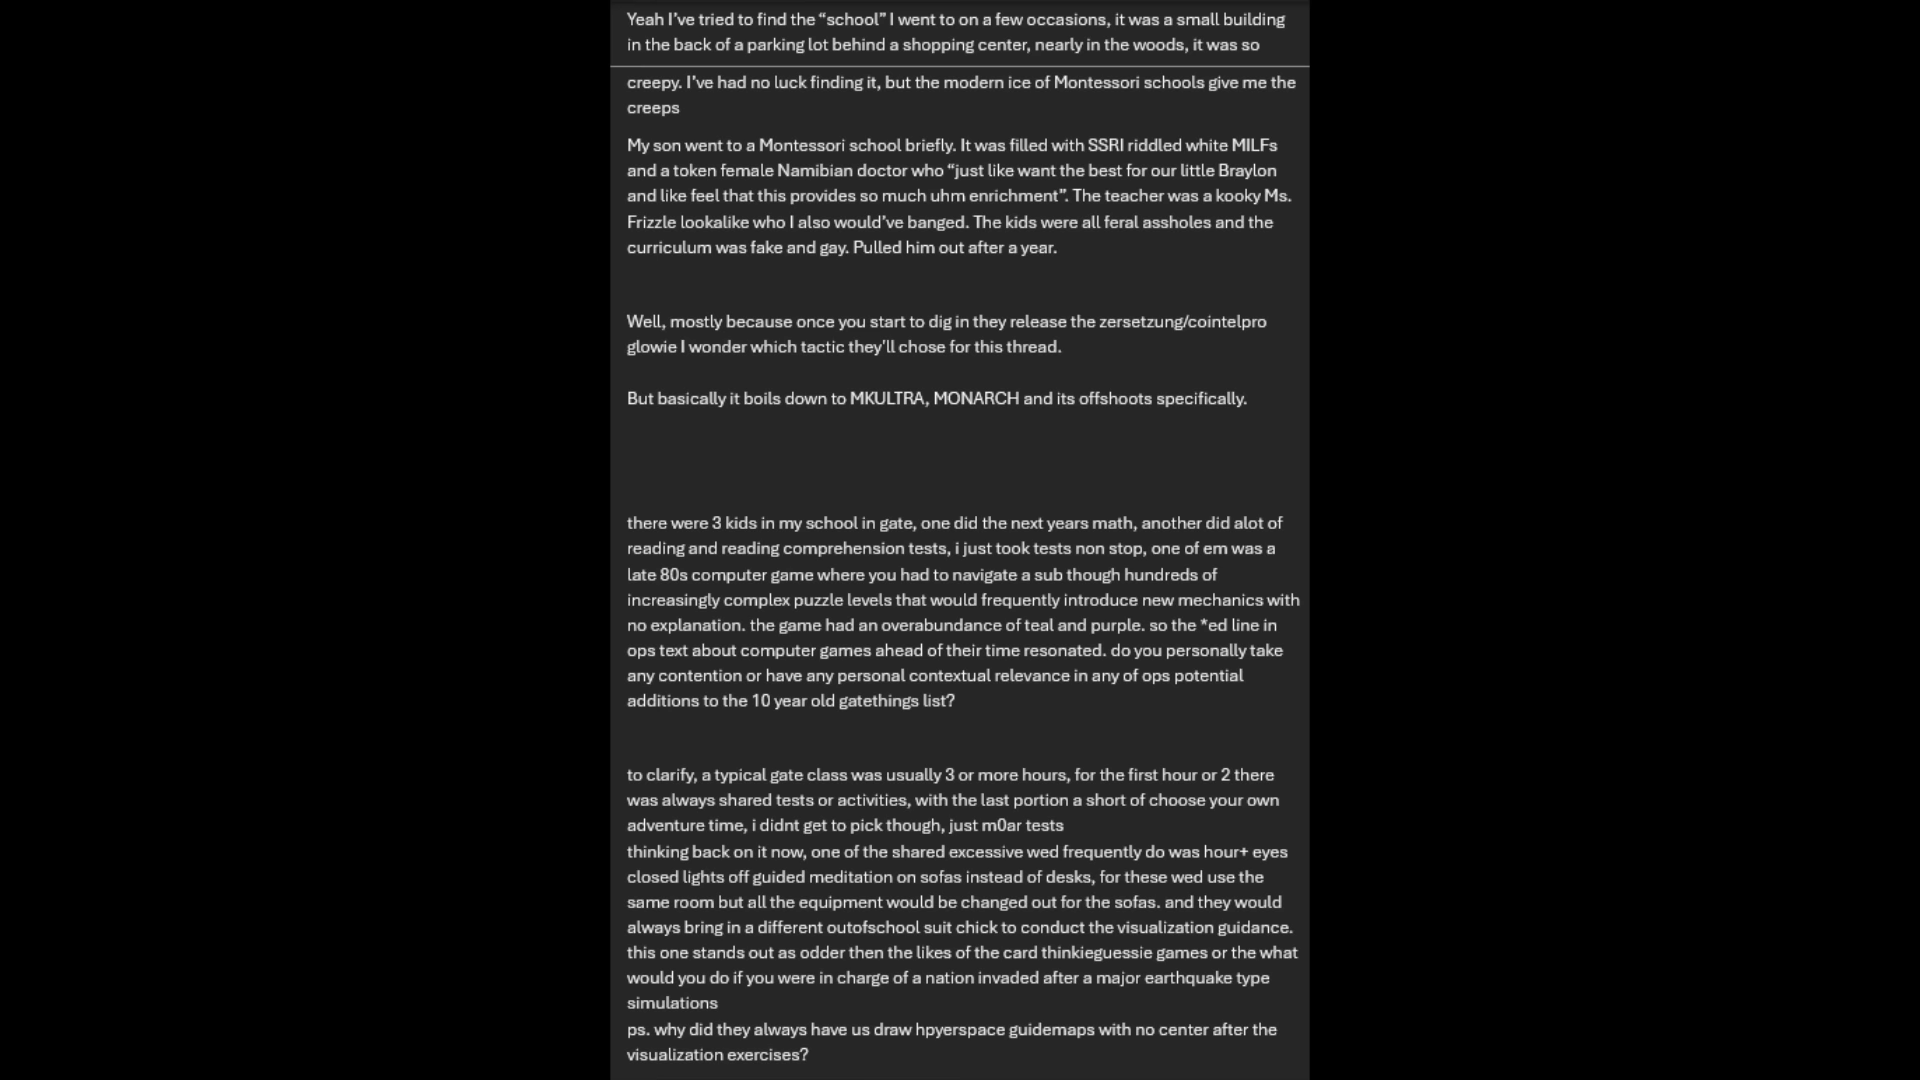 Yeah I’ve tried to find the “school” I went to on a few occasions, it was a small building
in the back of a parking lot behind a shopping center, nearly in the woods, it was so
creepy. I’ve had no luck finding it, but the modern ice of Montessori schools give me the
creeps
My son went to a Montessori school briefly. It was filled with SSRI riddled white MILFs
and a token female Namibian doctor who “just like want the best for our little Braylon
and like feel that this provides so much uhm enrichment”. The teacher was a kooky Ms.
Frizzle lookalike who I also would’ve banged. The kids were all feral assholes and the
curriculum was fake and gay. Pulled him out after a year.
Well, mostly because once you start to dig in they release the zersetzung/cointelpro
glowie I wonder which tactic they'll chose for this thread.
But basically it boils down to MKULTRA, MONARCH and its offshoots specifically.
there were 3 kids in my school in gate, one did the next years math, another did alot of
reading and reading comprehension tests, i just took tests non stop, one of em was a
late 80s computer game where you had to navigate a sub though hundreds of
increasingly complex puzzle levels that would frequently introduce new mechanics with
no explanation. the game had an overabundance of teal and purple. so the *ed line in
ops text about computer games ahead of their time resonated. do you personally take
any contention or have any personal contextual relevance in any of ops potential
additions to the 10 year old gatethings list?
to clarify, a typical gate class was usually 3 or more hours, for the first hour or 2 there
was always shared tests or activities, with the last portion a short of choose your own
adventure time, i didnt get to pick though, just m0ar tests
thinking back on it now, one of the shared excessive wed frequently do was hour+ eyes
closed lights off guided meditation on sofas instead of desks, for these wed use the
same room but all the equipment would be changed out for the sofas. and they would
always bring in a different outofschool suit chick to conduct the visualization guidance.
this one stands out as odder then the likes of the card thinkieguessie games or the what
would you do if you were in charge of a nation invaded after a major earthquake type
simulations
ps. why did they always have us draw hpyerspace guidemaps with no center after the
visualization exercises?